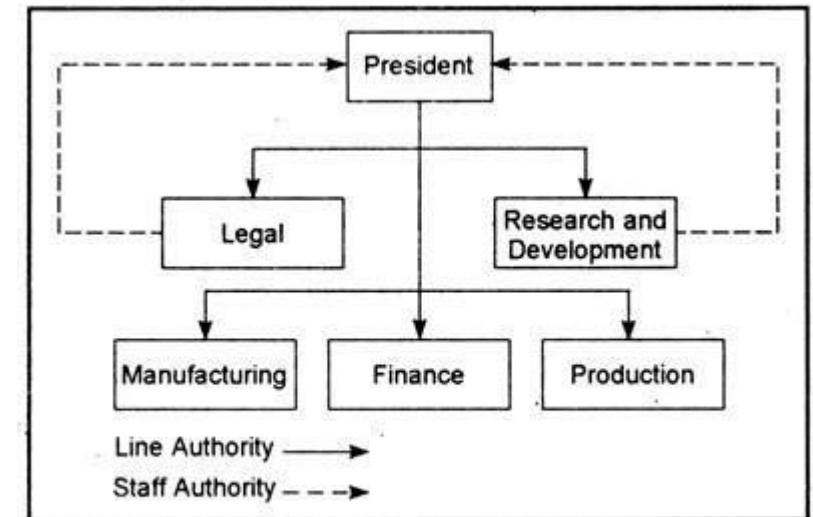 President
Legal
Research and
Development
Manufacturing
Finance
Production
Line Authority
Staff Authority